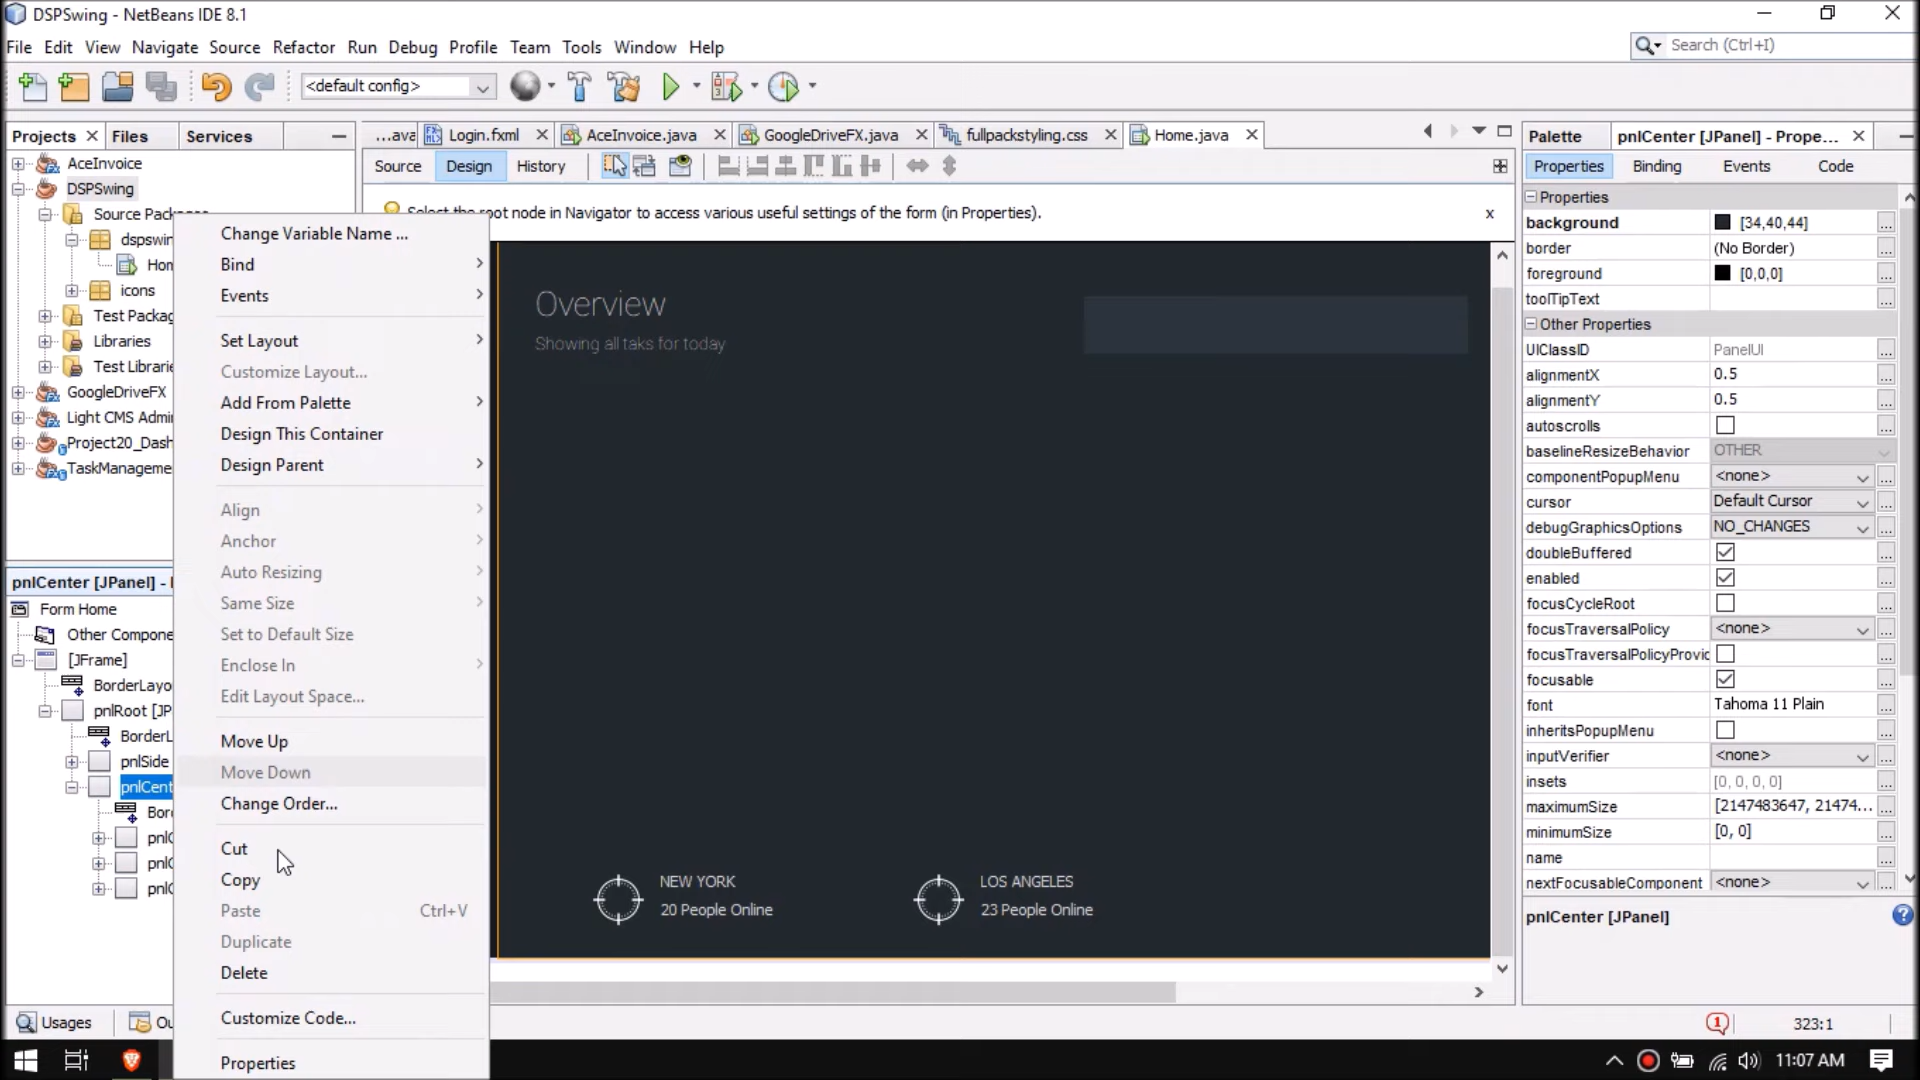 DSPSwing - NetBeans IDE 8.1
File Edit View Navigate Source Refactor Run Debug Profile Team Tools Window Help
Search (Ctrl+I)
<default config>
Projects Files Services
...ava Login.fxml AceInvoice.java GoogleDriveFX.java fullpackstyling.css Home.java
Palette pnlCenter [JPanel] - Prope...
Source Design History
Properties Binding Events Code
Select the root node in Navigator to access various useful settings of the form (in Properties).
x
AceInvoice
DSPSwing
Source Packages
dspswin
Hom
icons
Test Packag
Libraries
Test Librarie
GoogleDriveFX
Light CMS Admi
Project20_Dash
TaskManageme
pnlCenter [JPanel] -
Form Home
Other Compone
[JFrame]
BorderLayo
pnlRoot [JP
BorderL
pnlSide
pnlCent
Bor
pnlC
pnlC
pnlC
Change Variable Name ...
Bind
Events
Set Layout
Customize Layout...
Add From Palette
Design This Container
Design Parent
Align
Anchor
Auto Resizing
Same Size
Set to Default Size
Enclose In
Edit Layout Space...
Move Up
Move Down
Change Order...
Cut
Copy
Paste Ctrl+V
Duplicate
Delete
Customize Code...
Properties
Overview
Showing all taks for today
NEW YORK
20 People Online
LOS ANGELES
23 People Online
Properties
background [34,40,44]
border (No Border)
foreground [0,0,0]
toolTipText
Other Properties
UIClassID PanelUI
alignmentX 0.5
alignmentY 0.5
autoscrolls
baselineResizeBehavior OTHER
componentPopupMenu <none>
cursor Default Cursor
debugGraphicsOptions NO_CHANGES
doubleBuffered
enabled
focusCycleRoot
focusTraversalPolicy <none>
focusTraversalPolicyProvic
focusable
font Tahoma 11 Plain
inheritsPopupMenu
inputVerifier <none>
insets [0, 0, 0, 0]
maximumSize [2147483647, 21474...
minimumSize [0, 0]
name
nextFocusableComponent <none>
pnlCenter [JPanel]
Usages Ou
1
323:1
11:07 AM